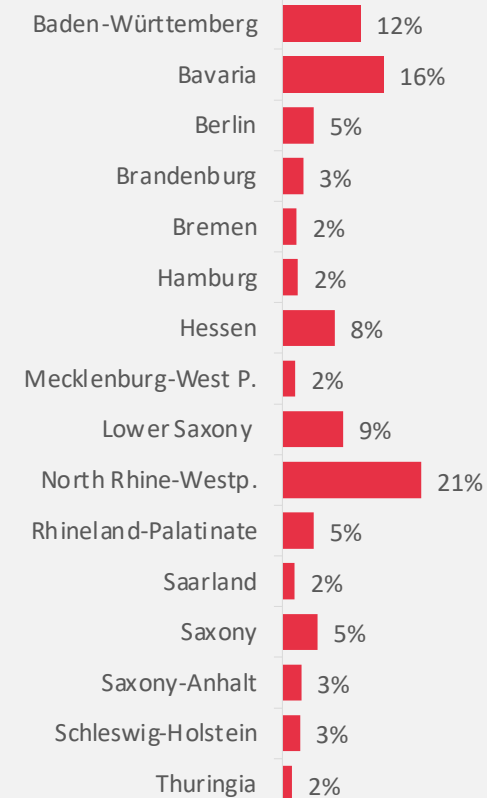 Baden-Württemberg 12%
Bavaria 16%
Berlin 5%
Brandenburg 3%
Bremen 2%
Hamburg 2%
Hessen 8%
Mecklenburg-West P. 2%
Lower Saxony 9%
North Rhine-Westp. 21%
Rhineland-Palatinate 5%
Saarland 2%
Saxony 5%
Saxony-Anhalt 3%
Schleswig-Holstein 3%
Thuringia 2%